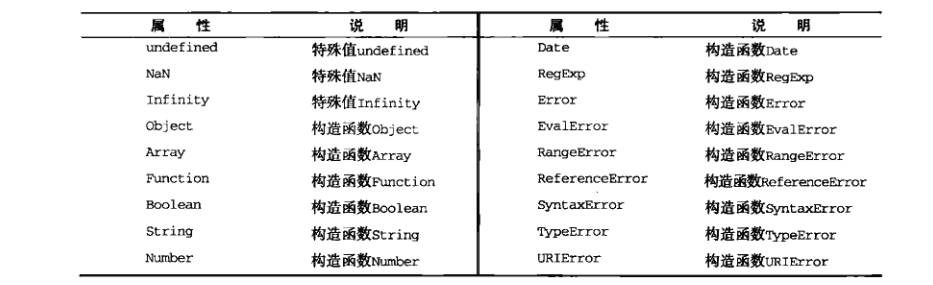 属 性 说 明 属 性 说 明
undefined 特殊值undefined Date 构造函数Date
NaN 特殊值NaN RegExp 构造函数RegExp
Infinity 特殊值Infinity Error 构造函数Error
Object 构造函数Object EvalError 构造函数EvalError
Array 构造函数Array RangeError 构造函数RangeError
Function 构造函数Function ReferenceError 构造函数ReferenceError
Boolean 构造函数Boolean SyntaxError 构造函数SyntaxError
String 构造函数String TypeError 构造函数TypeError
Number 构造函数Number URIError 构造函数URIError